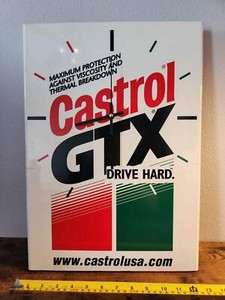 MAXIMUM PROTECTION
AGAINST VISCOSITY AND
THERMAL BREAKDOWN
Castrol
GTX
DRIVE HARD.
www.castrolusa.com